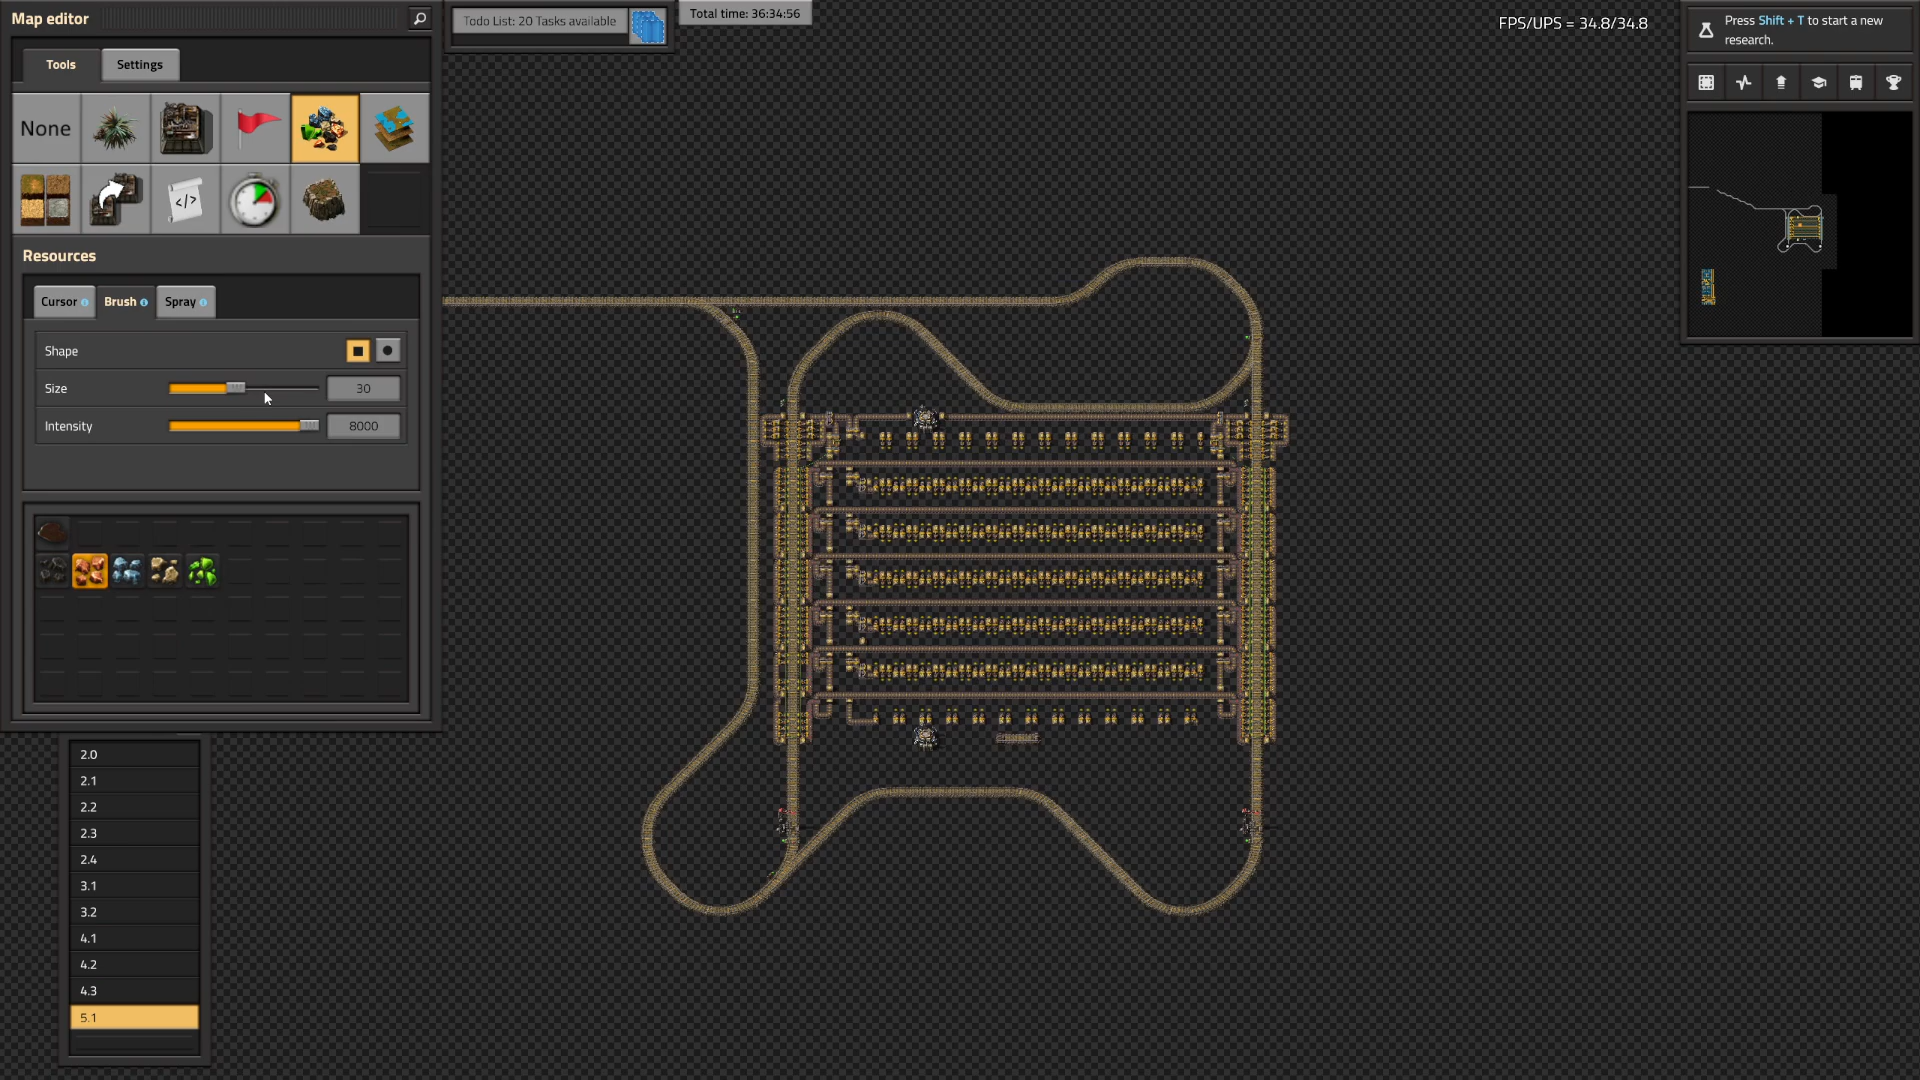 Map editor
Todo List: 20 Tasks available
Total time: 36:34:56
FPS/UPS = 34.8/34.8
Press Shift + T to start a new
research.
Tools
Settings
None
</>
Resources
Cursor
Brush
Spray
Shape
Size
30
Intensity
8000
2.0
2.1
2.2
2.3
2.4
3.1
3.2
4.1
4.2
4.3
5.1